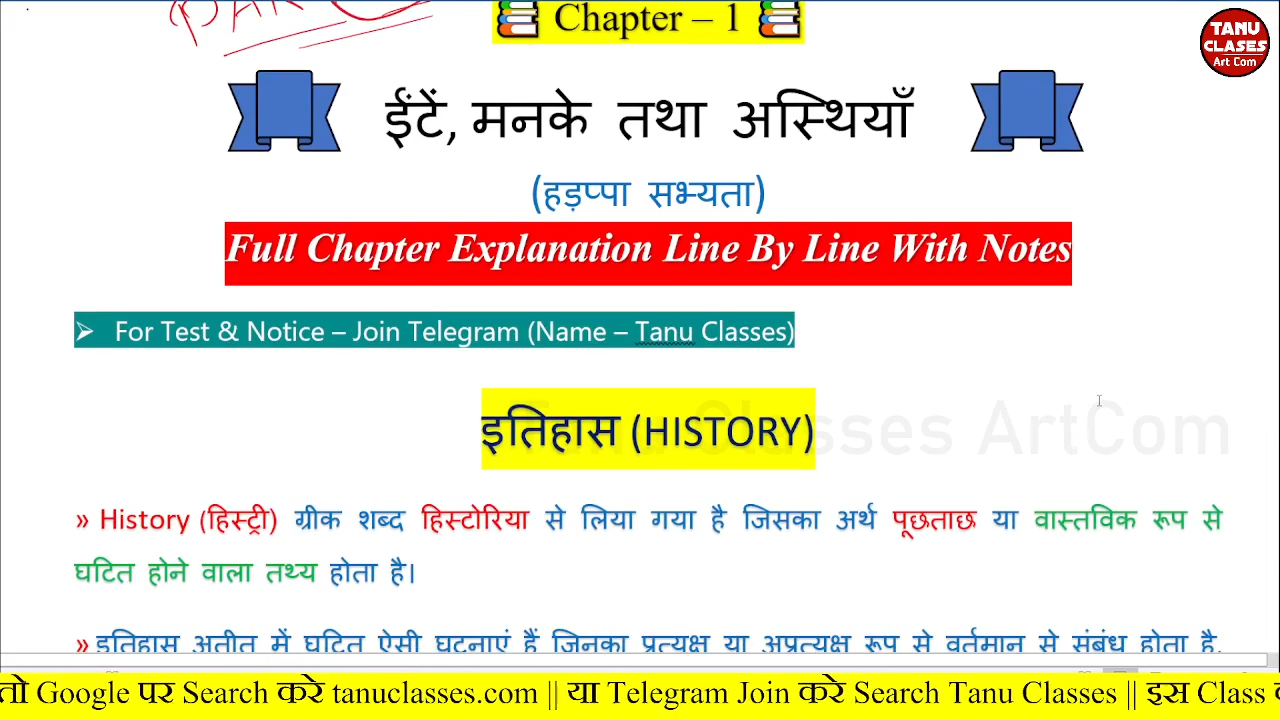 PAR
Chapter – 1
TANU
CLASES
Art Com
ईंटें, मनके तथा अस्थियाँ
(हड़प्पा सभ्यता)
Full Chapter Explanation Line By Line With Notes
➢ For Test & Notice – Join Telegram (Name – Tanu Classes)
इतिहास (HISTORY)
sses ArtCom
» History (हिस्ट्री) ग्रीक शब्द हिस्टोरिया से लिया गया है जिसका अर्थ पूछताछ या वास्तविक रूप से
घटित होने वाला तथ्य होता है।
» इतिहास अतीत में घटित ऐसी घटनाएं हैं जिनका प्रत्यक्ष या अप्रत्यक्ष रूप से वर्तमान से संबंध होता है,
तो Google पर Search करे tanuclasses.com || या Telegram Join करे Search Tanu Classes || इस Class